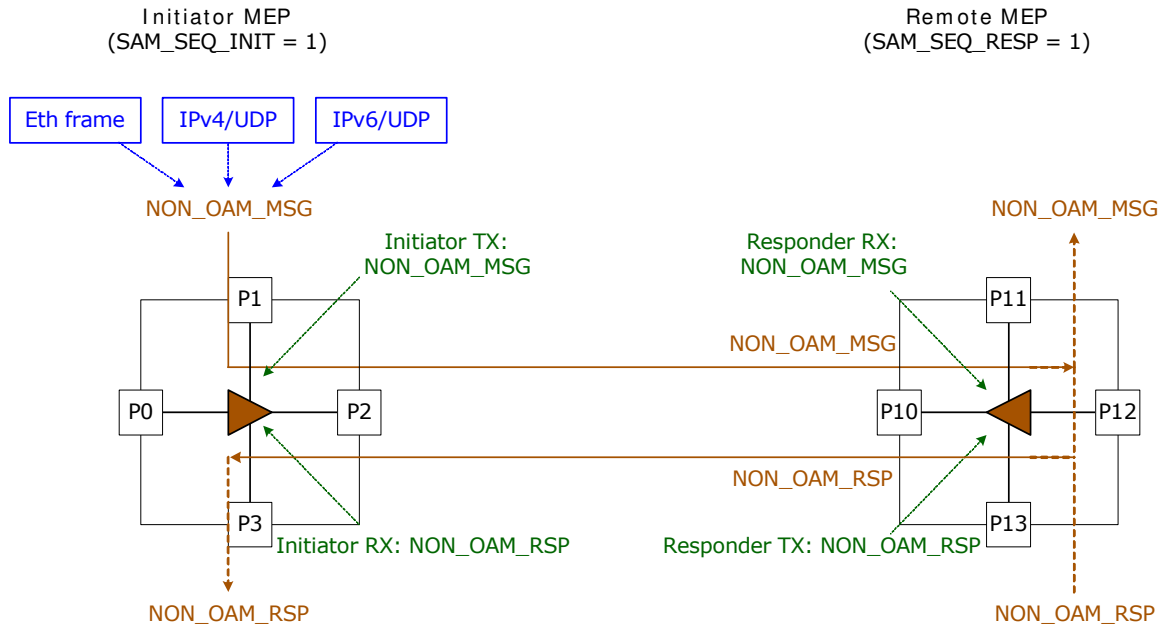 Initiator MEP
(SAM_SEQ_INIT = 1)
Remote MEP
(SAM_SEQ_RESP = 1)
Eth frame
IPv4/UDP
IPv6/UDP
NON_OAM_MSG
NON_OAM_MSG
Initiator TX:
NON_OAM_MSG
Responder RX:
NON_OAM_MSG
P1
P11
NON_OAM_MSG
P0
P2
P10
P12
NON_OAM_RSP
P3
P13
Initiator RX: NON_OAM_RSP
Responder TX: NON_OAM_RSP
NON_OAM_RSP
NON_OAM_RSP